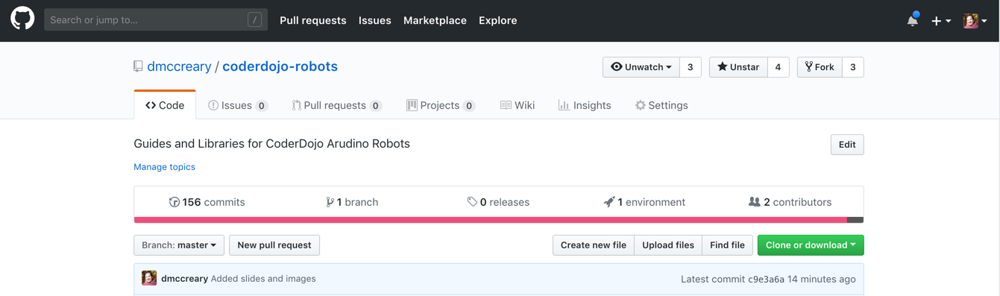 Search or jump to... / Pull requests Issues Marketplace Explore
dmccreary / coderdojo-robots Unwatch 3 Unstar 4 Fork 3
Code Issues 0 Pull requests 0 Projects 0 Wiki Insights Settings
Guides and Libraries for CoderDojo Arudino Robots Edit
Manage topics
156 commits 1 branch 0 releases 1 environment 2 contributors
Branch: master New pull request Create new file Upload files Find file Clone or download
dmccreary Added slides and images Latest commit c9e3a6a 14 minutes ago